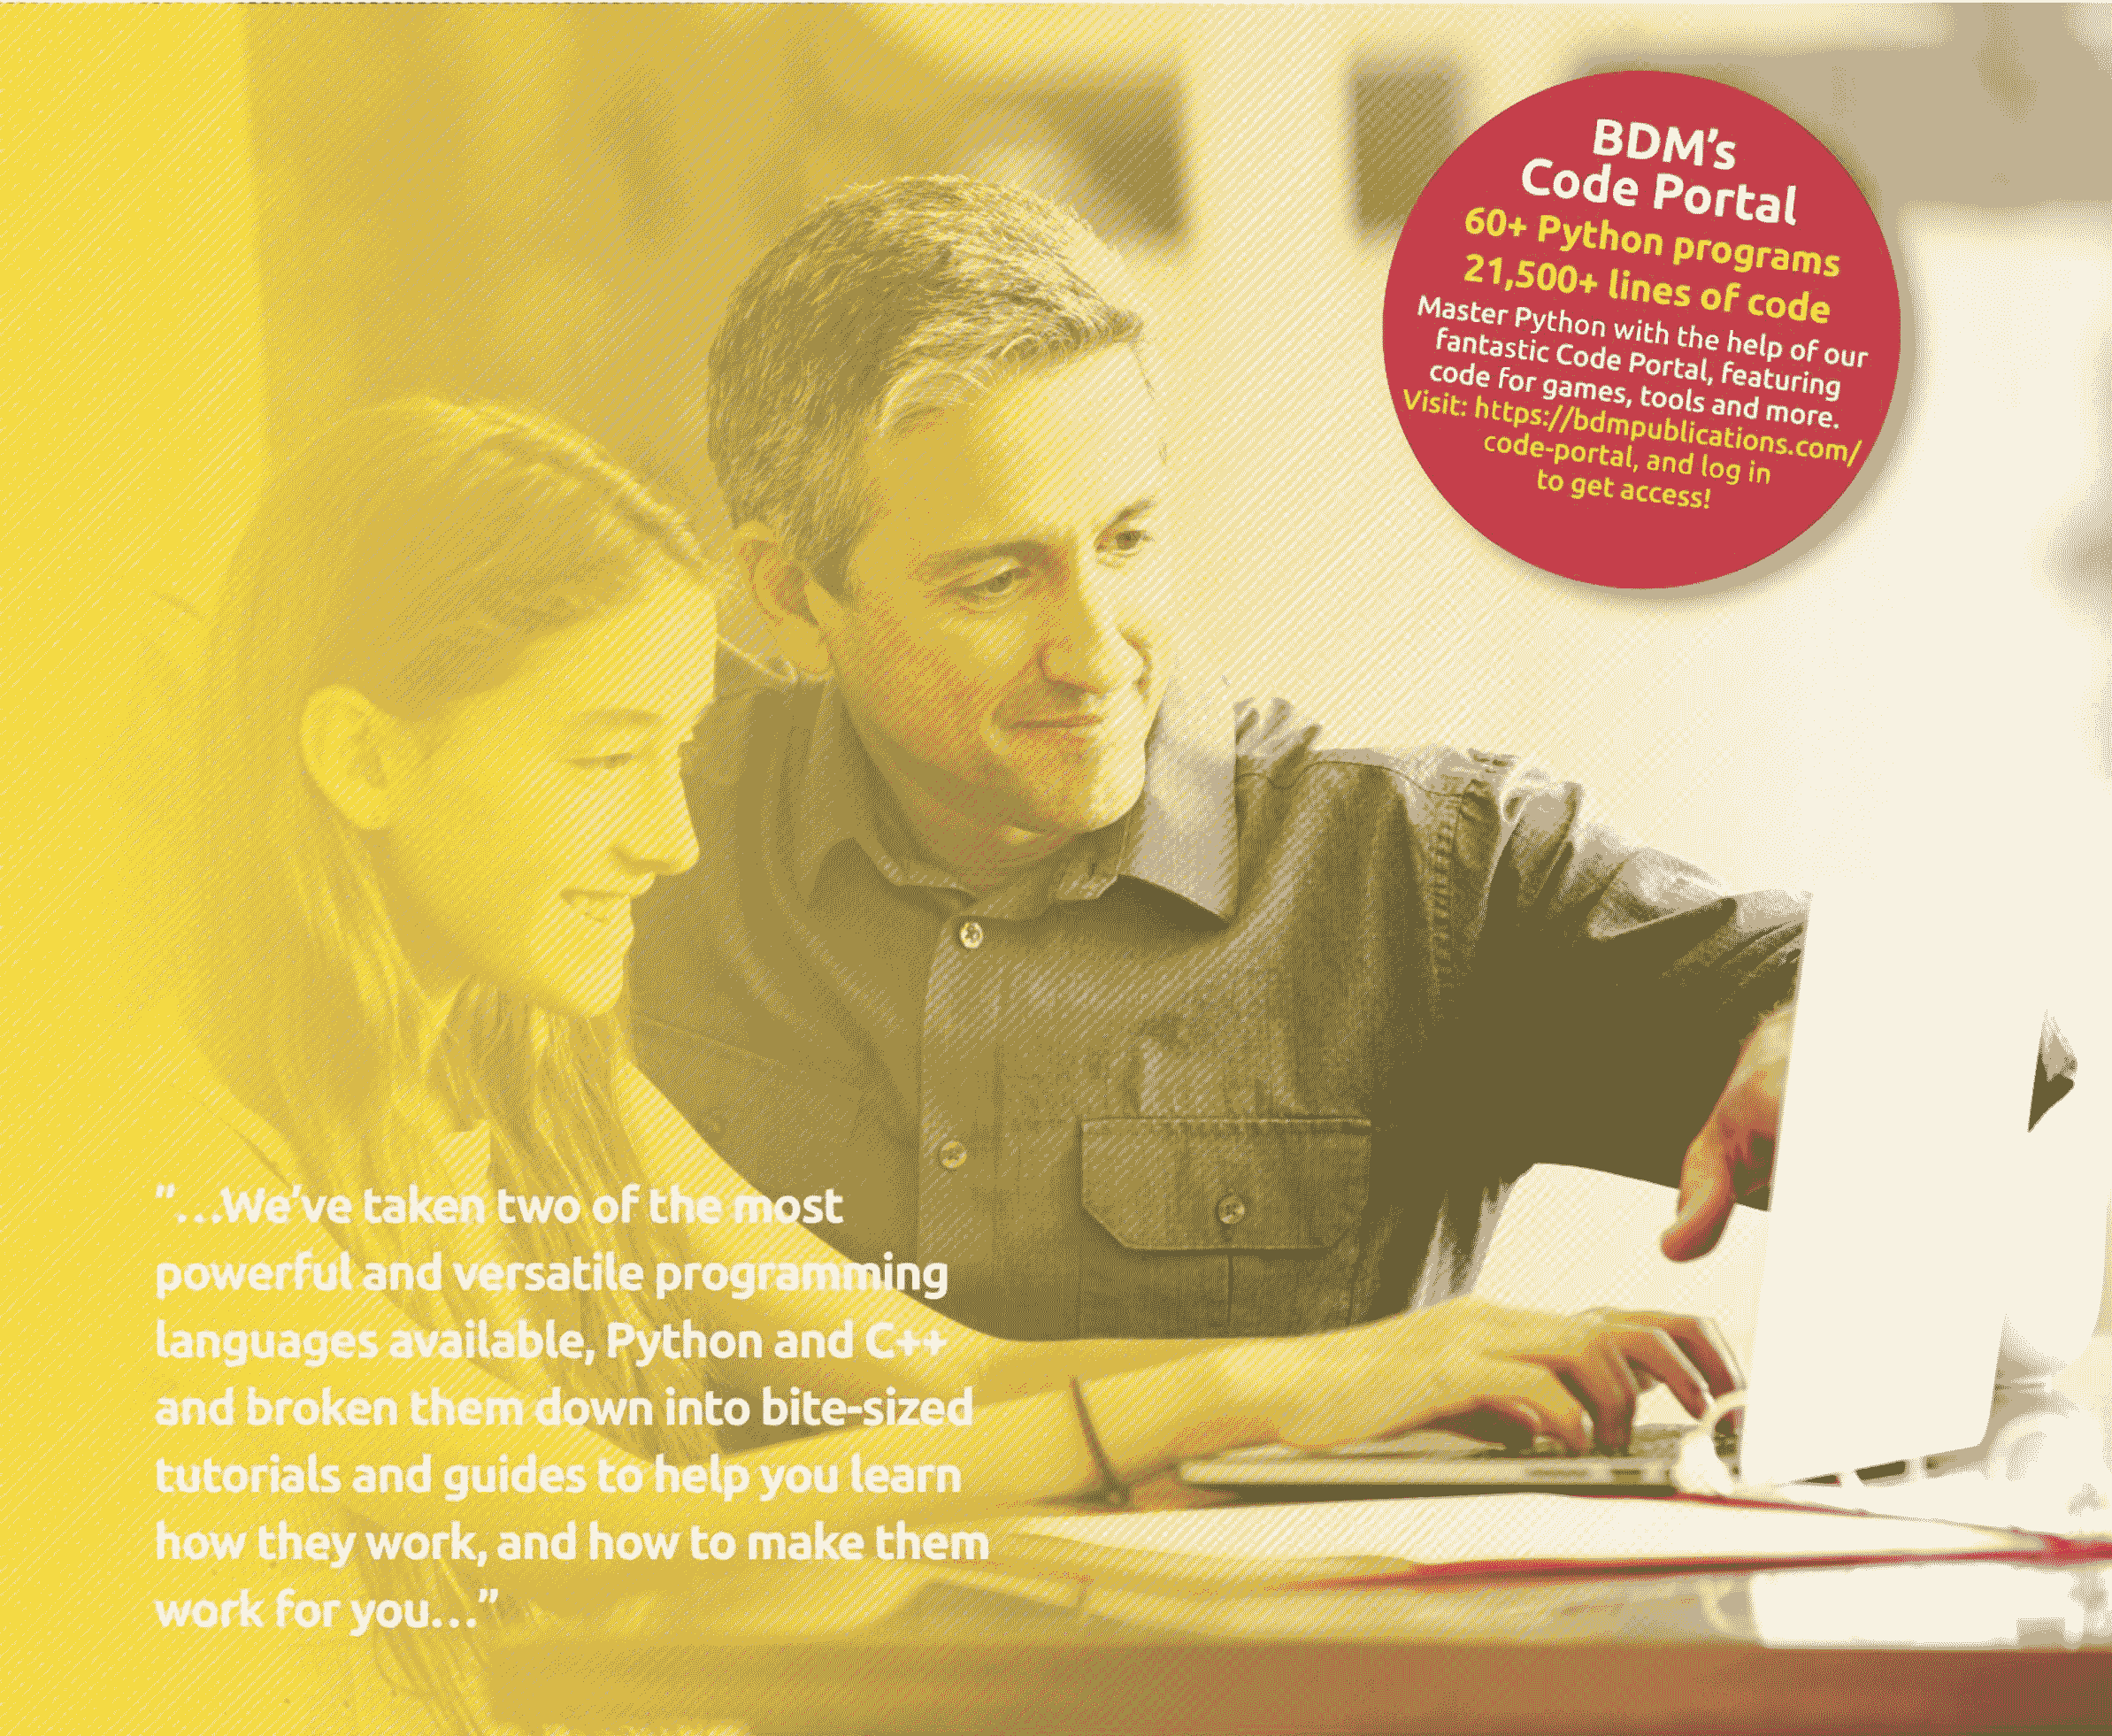 BDM's
Code Portal
60+ Python programs
21,500+ lines of code
Master Python with the help of our
fantastic Code Portal, featuring
code for games, tools and more.
Visit: https://bdmpublications.com/
code-portal, and log in
to get access!
"...We've taken two of the most
powerful and versatile programming
languages available, Python and C++
and broken them down into bite-sized
tutorials and guides to help you learn
how they work, and how to make them
work for you..."